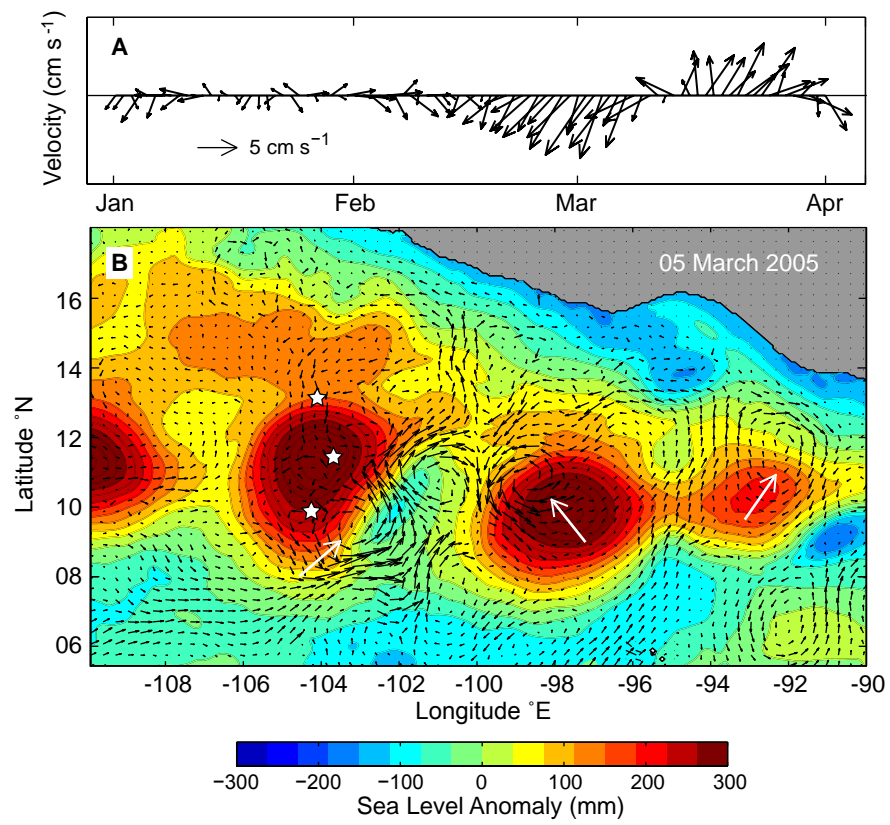 A
Velocity (cm s⁻¹)
5 cm s⁻¹
Jan Feb Mar Apr
B
05 March 2005
Latitude ˚N
16
14
12
10
08
06
-108 -106 -104 -102 -100 -98 -96 -94 -92 -90
Longitude ˚E
−300 −200 −100 0 100 200 300
Sea Level Anomaly (mm)